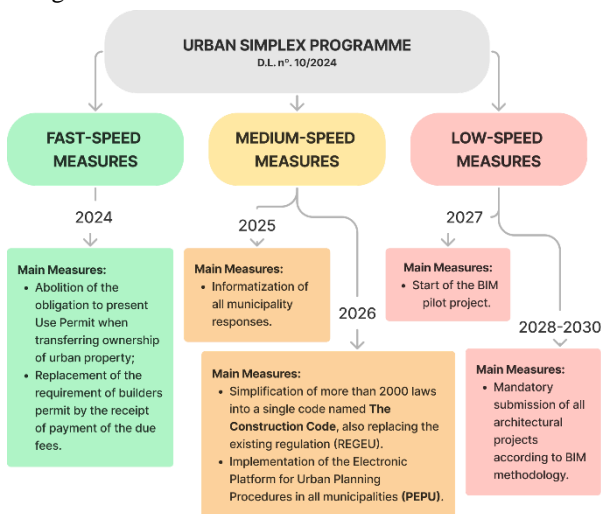 URBAN SIMPLEX PROGRAMME
D.L. nº. 10/2024
FAST-SPEED
MEASURES
MEDIUM-SPEED
MEASURES
LOW-SPEED
MEASURES
2024
Main Measures:
• Abolition of the
obligation to present
Use Permit when
transferring ownership
of urban property;
• Replacement of the
requirement of builders
permit by the receipt
of payment of the due
fees.
2025
Main Measures:
• Informatization of
all municipality
responses.
2026
Main Measures:
• Simplification of more than 2000 laws
into a single code named The
Construction Code, also replacing the
existing regulation (REGEU).
• Implementation of the Electronic
Platform for Urban Planning
Procedures in all municipalities (PEPU).
2027
Main Measures:
• Start of the BIM
pilot project.
2028-2030
Main Measures:
• Mandatory
submission of all
architectural
projects
according to BIM
methodology.